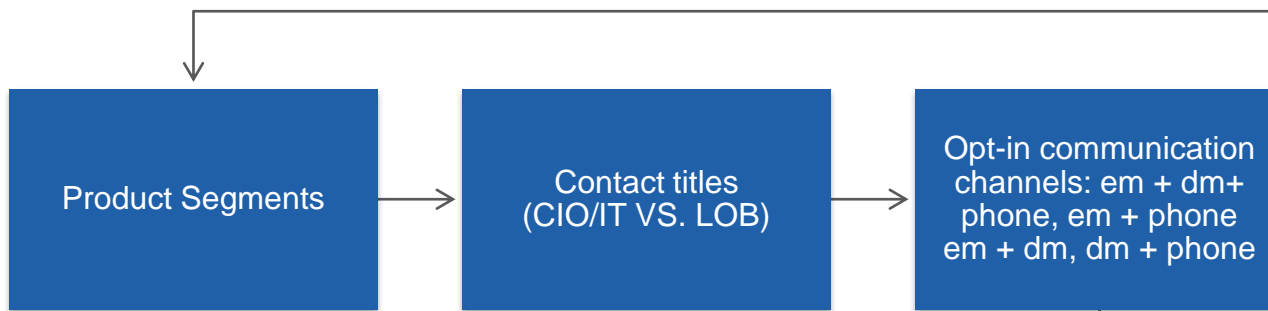 Product Segments
Contact titles
(CIO/IT VS. LOB)
Opt-in communication
channels: em + dm+
phone, em + phone
em + dm, dm + phone